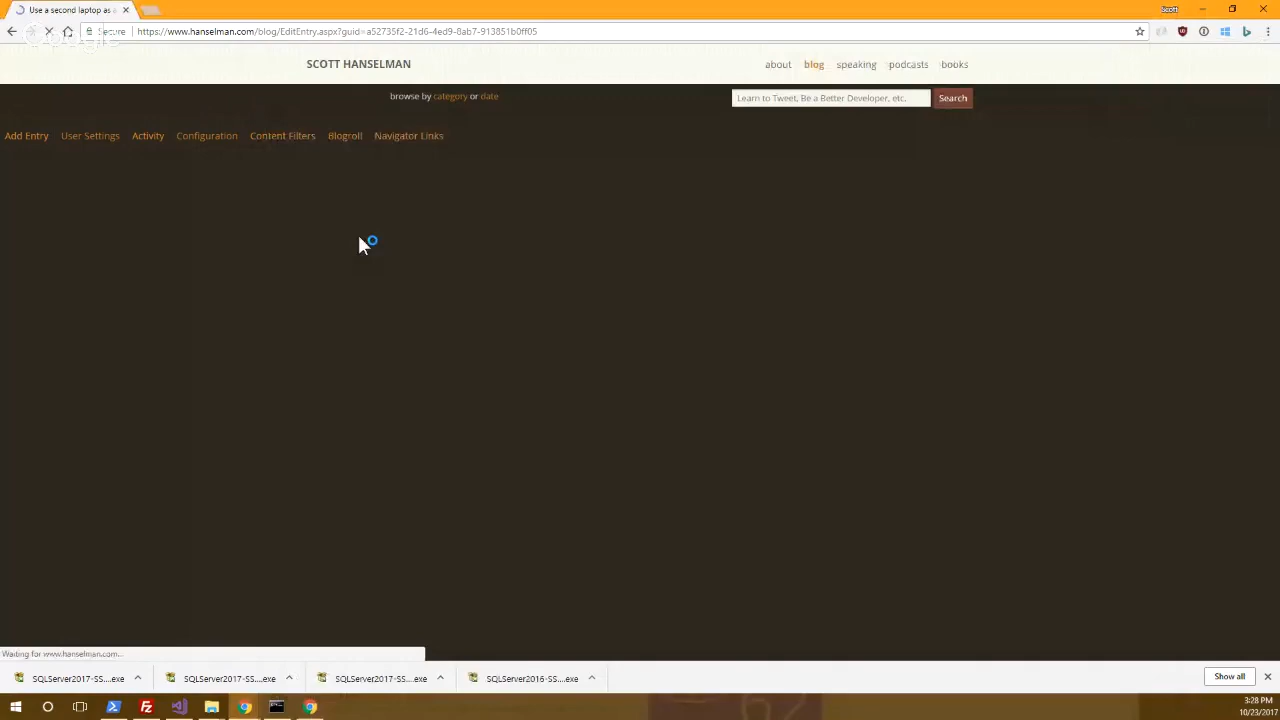 Use a second laptop as
Scott
Secure
https://www.hanselman.com/blog/EditEntry.aspx?guid=a52735f2-21d6-4ed9-8ab7-913851b0ff05
SCOTT HANSELMAN
about blog speaking podcasts books
browse by category or date
Learn to Tweet, Be a Better Developer, etc. Search
Add Entry User Settings Activity Configuration Content Filters Blogroll Navigator Links
Waiting for www.hanselman.com...
SQLServer2017-SS....exe SQLServer2017-SS....exe SQLServer2017-SS....exe SQLServer2016-SS....exe Show all
3:28 PM
10/23/2017